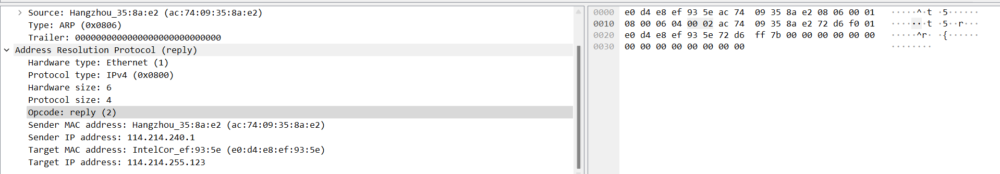 Source: Hangzhou_35:8a:e2 (ac:74:09:35:8a:e2)
Type: ARP (0x0806)
Trailer: 0000000000000000000000000000
Address Resolution Protocol (reply)
Hardware type: Ethernet (1)
Protocol type: IPv4 (0x0800)
Hardware size: 6
Protocol size: 4
Opcode: reply (2)
Sender MAC address: Hangzhou_35:8a:e2 (ac:74:09:35:8a:e2)
Sender IP address: 114.214.240.1
Target MAC address: IntelCor_ef:93:5e (e0:d4:e8:ef:93:5e)
Target IP address: 114.214.255.123
0000 e0 d4 e8 ef 93 5e ac 74 09 35 8a e2 08 06 00 01 ·····^·t ·5······
0010 08 00 06 04 00 02 ac 74 09 35 8a e2 72 d6 f0 01 ·······t ·5··r···
0020 e0 d4 e8 ef 93 5e 72 d6 ff 7b 00 00 00 00 00 00 ·····^r· ·{······
0030 00 00 00 00 00 00 00 00 ········